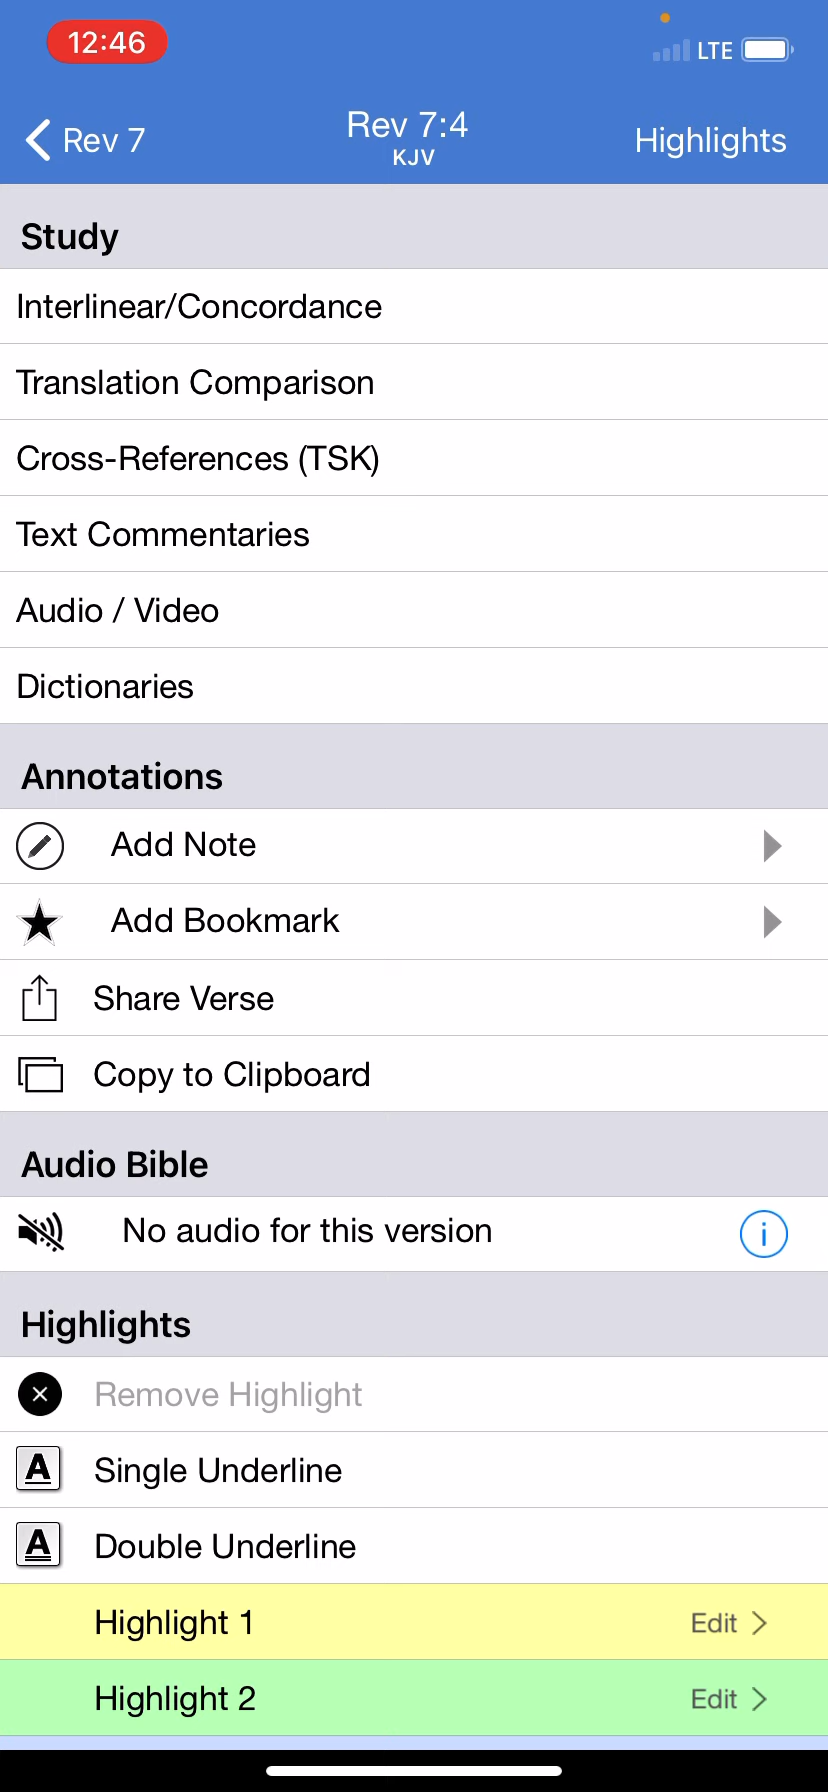 12:46
LTE
Rev 7
Rev 7:4
KJV
Highlights
Study
Interlinear/Concordance
Translation Comparison
Cross-References (TSK)
Text Commentaries
Audio / Video
Dictionaries
Annotations
Add Note
Add Bookmark
Share Verse
Copy to Clipboard
Audio Bible
No audio for this version
i
Highlights
Remove Highlight
A Single Underline
A Double Underline
Highlight 1 Edit
Highlight 2 Edit